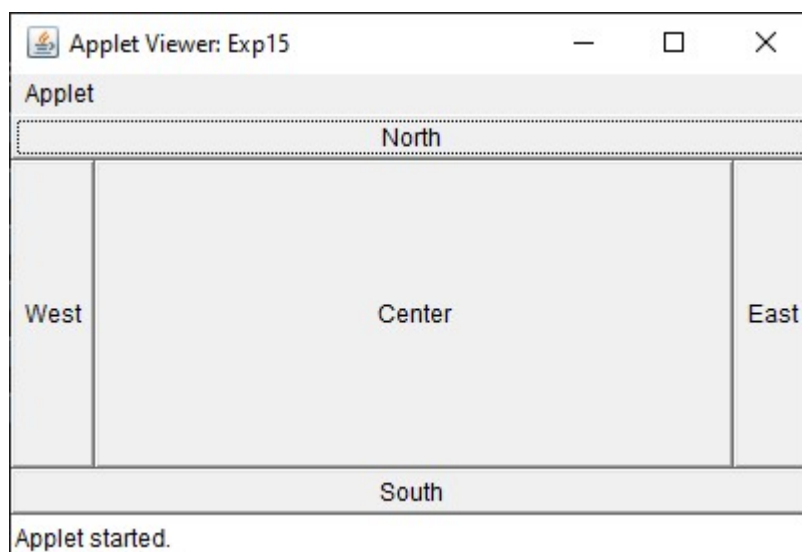 Applet Viewer: Exp15
Applet
North
West Center East
South
Applet started.